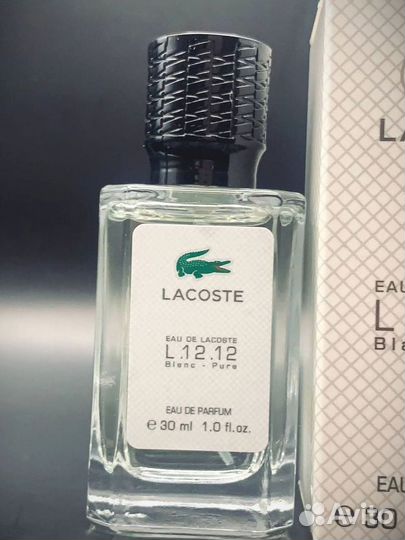 LACOSTE
EAU DE LACOSTE
L.12.12
Blanc - Pure
EAU DE PARFUM
℮ 30 ml 1.0 fl.oz.
LA
EAU
L
Bla
EAU
℮ 30
Avito